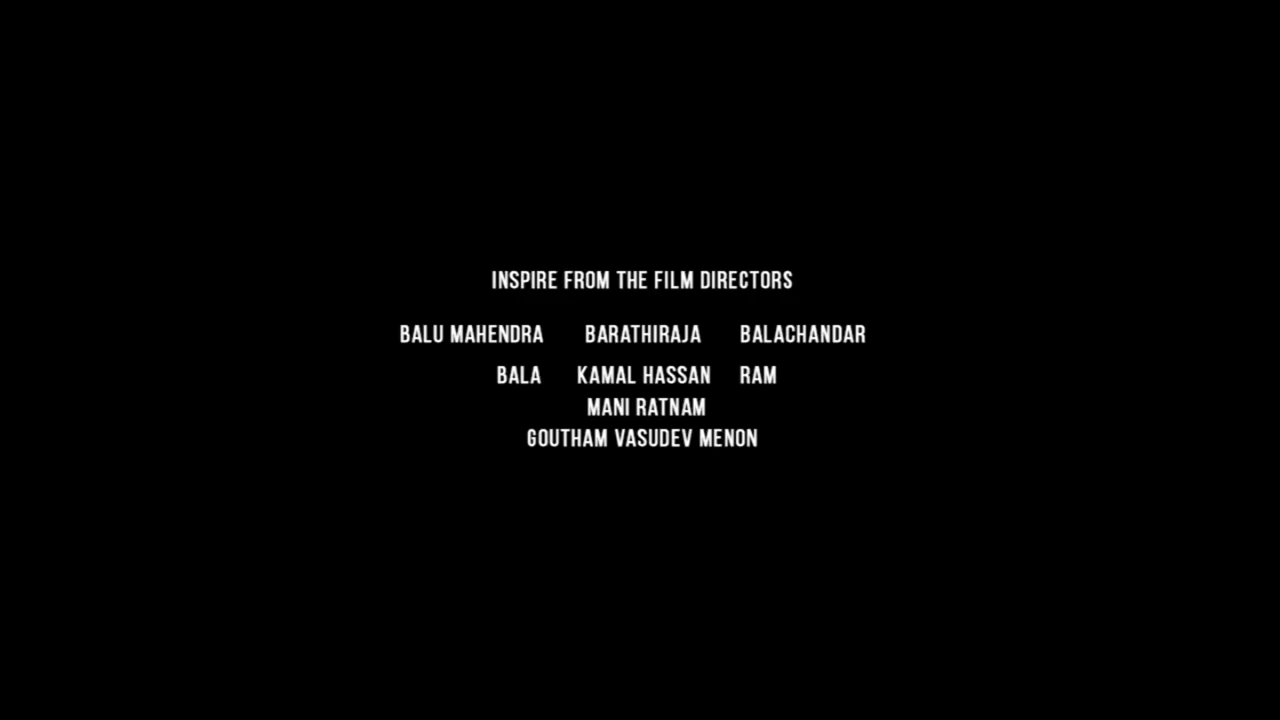 INSPIRE FROM THE FILM DIRECTORS
BALU MAHENDRA BARATHIRAJA BALACHANDAR
BALA KAMAL HASSAN RAM
MANI RATNAM
GOUTHAM VASUDEV MENON